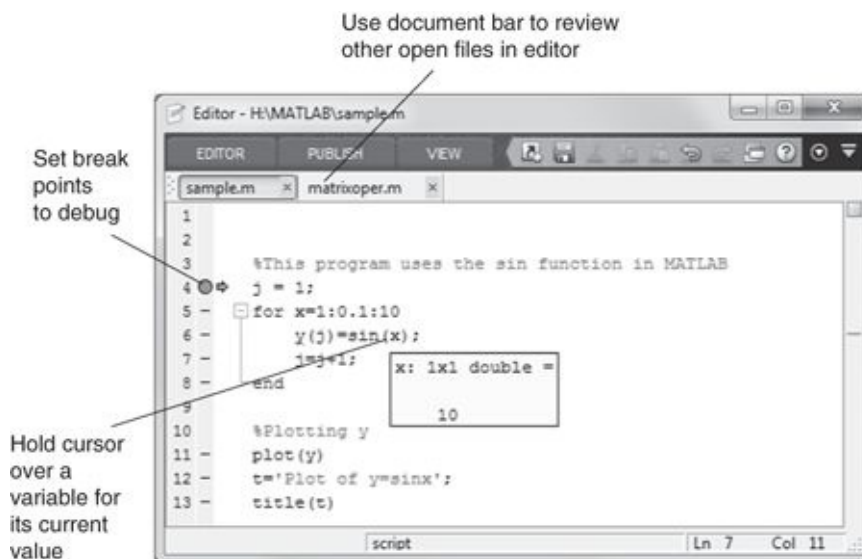 Use document bar to review
other open files in editor
Editor - H:\MATLAB\sample.m
EDITOR PUBLISH VIEW
Set break
points
to debug
sample.m × matrixoper.m ×
1
2
3 %This program uses the sin function in MATLAB
4 j = 1;
5 – for x=1:0.1:10
6 – y(j)=sin(x);
7 – j=j+1;
8 – end
9
10 %Plotting y
11 – plot(y)
12 – t='Plot of y=sinx';
13 – title(t)
x: 1x1 double =
10
Hold cursor
over a
variable for
its current
value
script Ln 7 Col 11